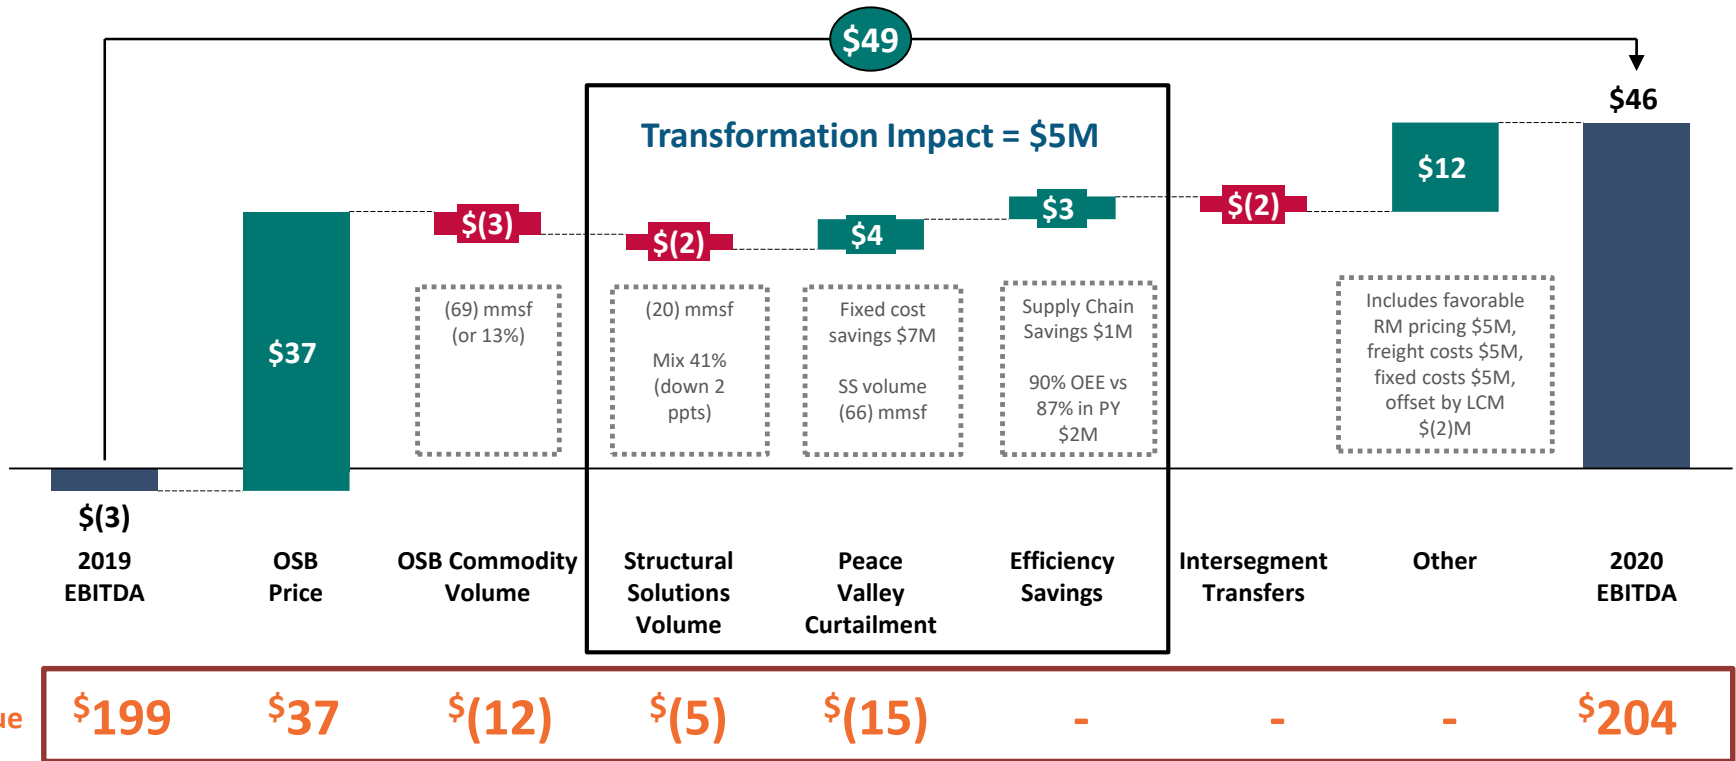 $49
$46
Transformation Impact = $5M
$12
$(3)
$(2)
$4
$3
$(2)
$37
(69) mmsf
(or 13%)
(20) mmsf
Mix 41%
(down 2
ppts)
Fixed cost
savings $7M
SS volume
(66) mmsf
Supply Chain
Savings $1M
90% OEE vs
87% in PY
$2M
Includes favorable
RM pricing $5M,
freight costs $5M,
fixed costs $5M,
offset by LCM
$(2)M
$(3)
2019
EBITDA
OSB
Price
OSB Commodity
Volume
Structural
Solutions
Volume
Peace
Valley
Curtailment
Efficiency
Savings
Intersegment
Transfers
Other
2020
EBITDA
ue $199 $37 $(12) $(5) $(15) - - - $204